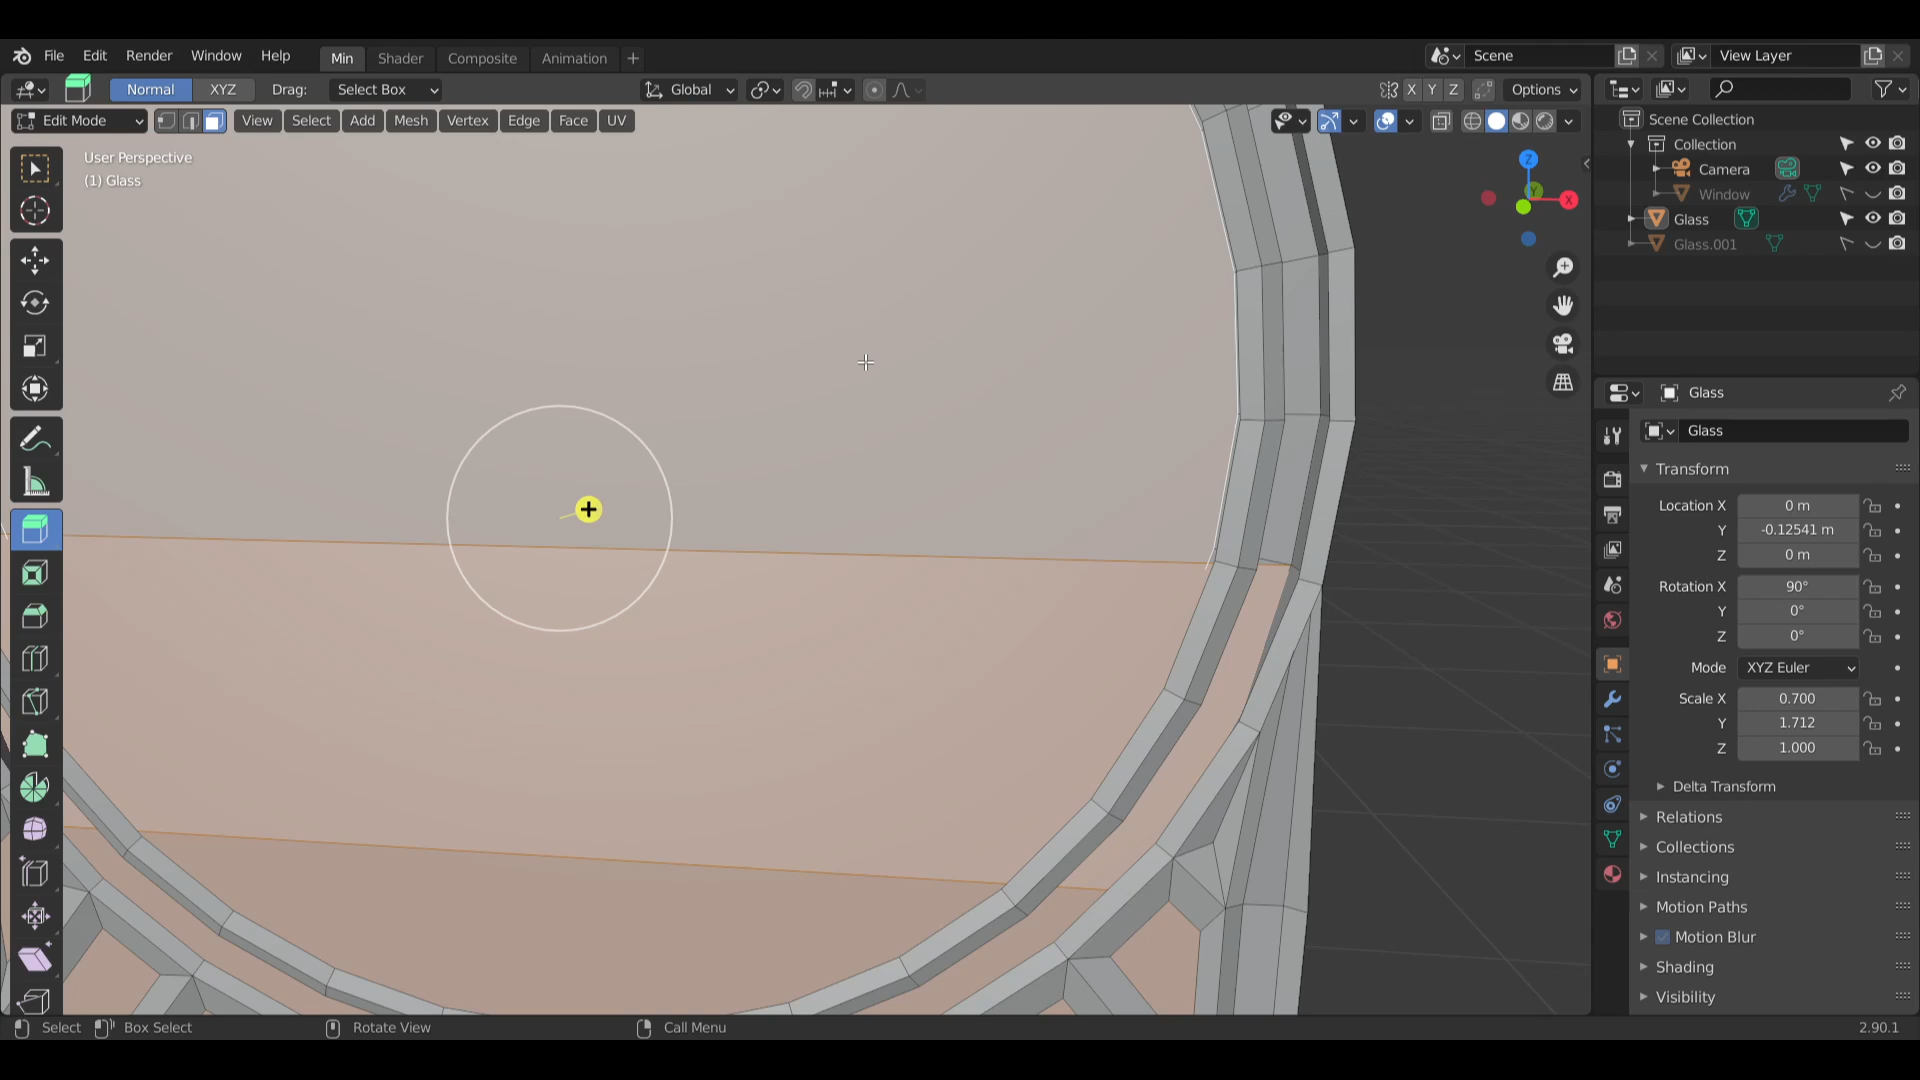 File Edit Render Window Help Min Shader Composite Animation + Scene View Layer
Normal XYZ Drag: Select Box Global X Y Z Options
Edit Mode View Select Add Mesh Vertex Edge Face UV
User Perspective
(1) Glass
Z
Y
X
Scene Collection
Collection
Camera
Window
Glass
Glass.001
Glass
Glass
Transform
Location X 0 m
Y -0.12541 m
Z 0 m
Rotation X 90°
Y 0°
Z 0°
Mode XYZ Euler
Scale X 0.700
Y 1.712
Z 1.000
Delta Transform
Relations
Collections
Instancing
Motion Paths
Motion Blur
Shading
Visibility
Select Box Select Rotate View Call Menu 2.90.1